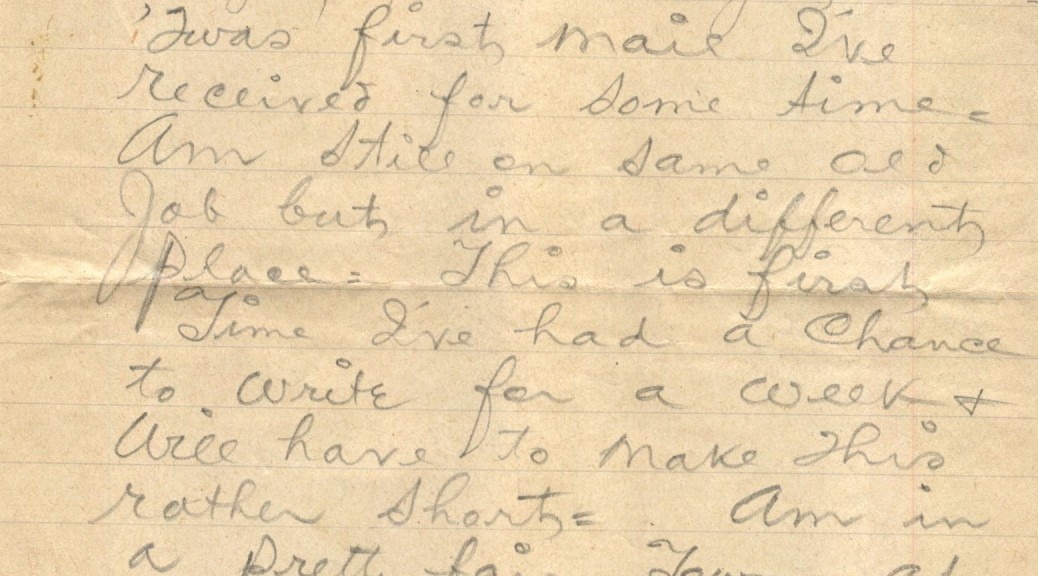 'Twas first mail I've
received for some time =
Am still on same old
Job but in a different
place = This is first
Time I've had a Chance
to write for a week &
Will have to make this
rather short = Am in
a